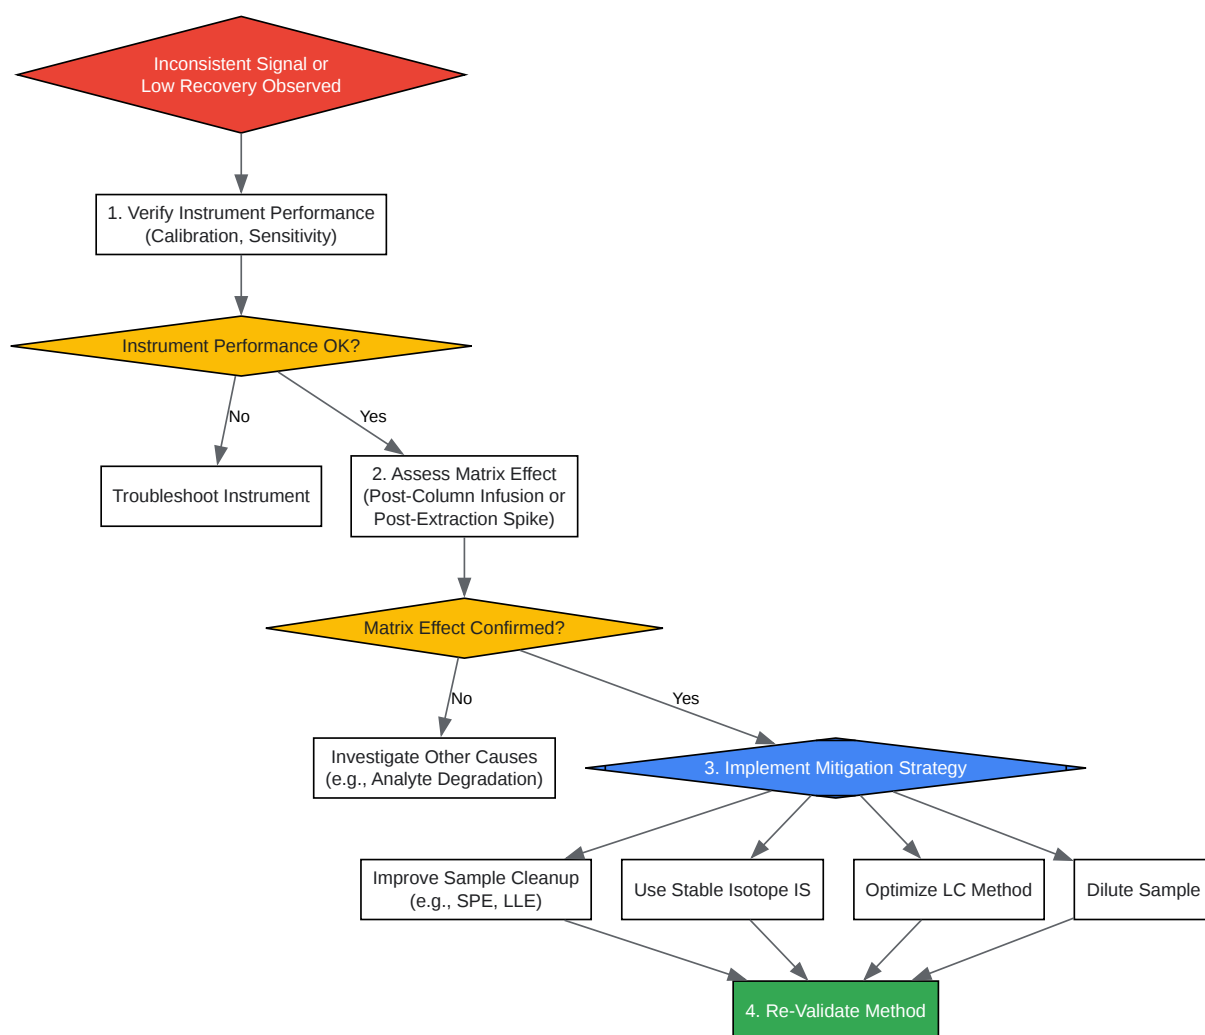 Inconsistent Signal or
Low Recovery Observed
1. Verify Instrument Performance
(Calibration, Sensitivity)
Instrument Performance OK?
No
Yes
Troubleshoot Instrument
2. Assess Matrix Effect
(Post-Column Infusion or
Post-Extraction Spike)
Matrix Effect Confirmed?
No
Yes
Investigate Other Causes
(e.g., Analyte Degradation)
3. Implement Mitigation Strategy
Improve Sample Cleanup
(e.g., SPE, LLE)
Use Stable Isotope IS
Optimize LC Method
Dilute Sample
4. Re-Validate Method